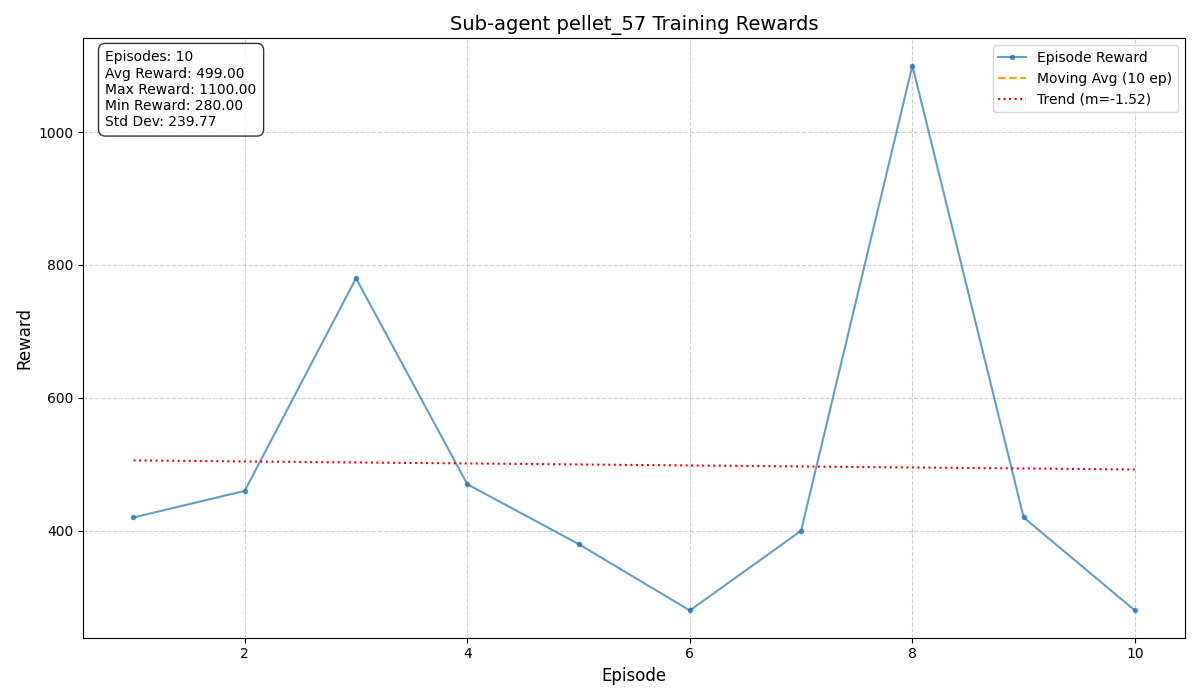 Sub-agent pellet_57 Training Rewards
Episodes: 10
Avg Reward: 499.00
Max Reward: 1100.00
Min Reward: 280.00
Std Dev: 239.77
Episode Reward
Moving Avg (10 ep)
Trend (m=-1.52)
1000
800
600
400
Reward
2
4
6
8
10
Episode